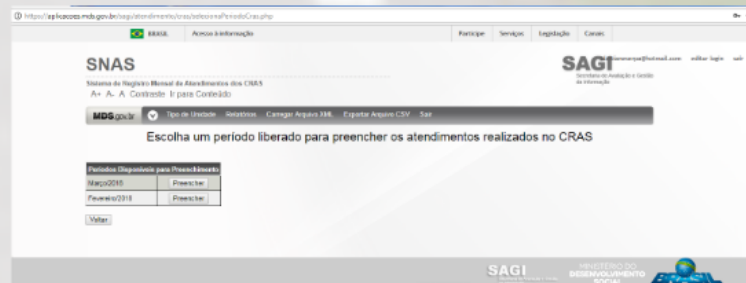 https://aplicacoes.mds.gov.br/sagi/atendimento/cras/selecionaPeriodoCras.php
BRASIL Acesso à informação Participe Serviços Legislação Canais
SNAS
SAGI
editar login sair
Secretaria de Avaliação e Gestão
da Informação
Sistema de Registro Mensal de Atendimentos dos CRAS
A+ A- A Contraste Ir para Conteúdo
MDS.gov.br Tipo de Unidade Relatórios Carregar Arquivo XML Exportar Arquivo CSV Sair
Escolha um período liberado para preencher os atendimentos realizados no CRAS
Períodos Disponíveis para Preenchimento
Março/2018 Preencher
Fevereiro/2018 Preencher
Voltar
SAGI
MINISTÉRIO DO
DESENVOLVIMENTO
SOCIAL